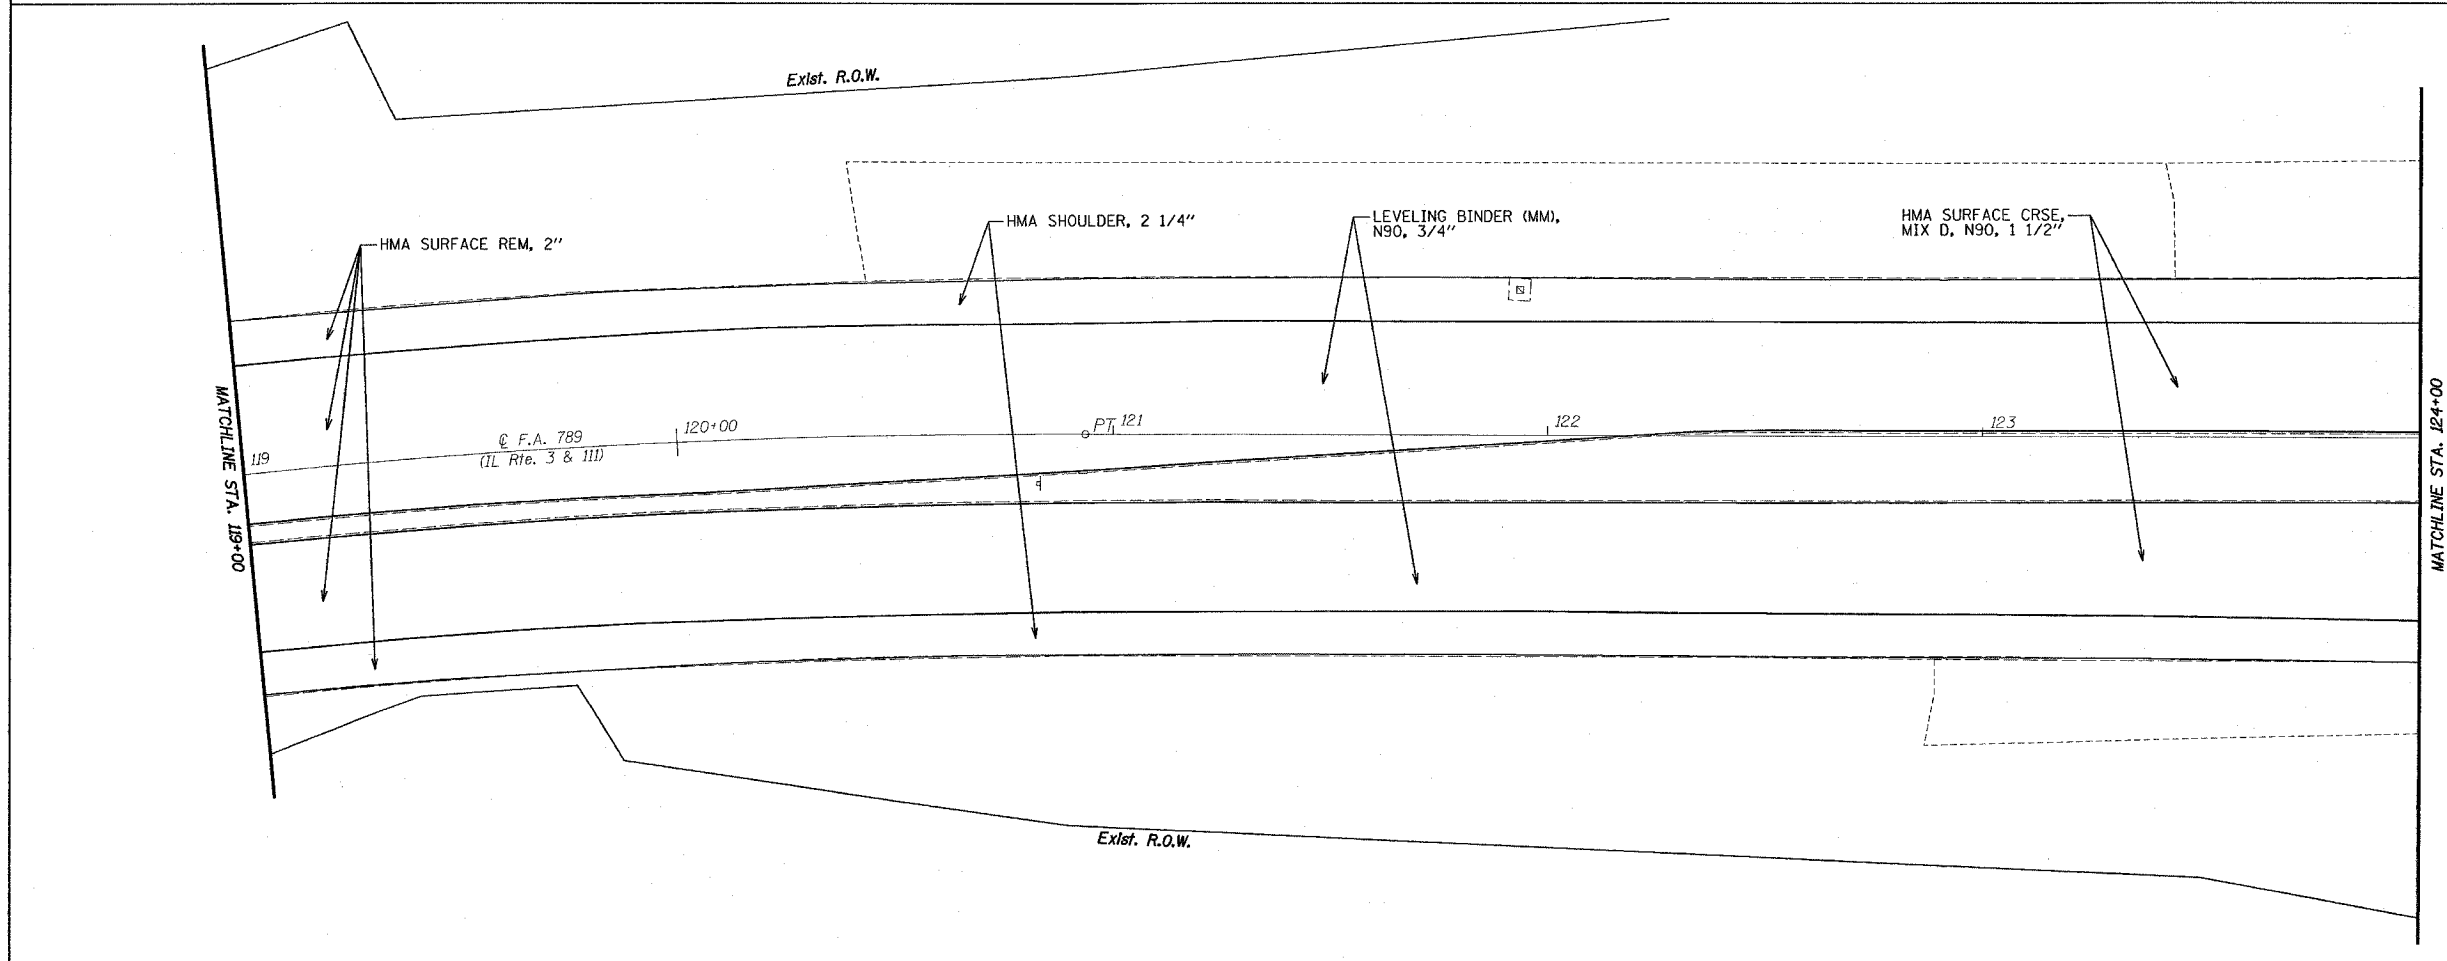 Exist. R.O.W.
HMA SURFACE REM, 2"
HMA SHOULDER, 2 1/4"
LEVELING BINDER (MM),
N90, 3/4"
HMA SURFACE CRSE,
MIX D, N90, 1 1/2"
MATCHLINE STA. 119+00
119
℄ F.A. 789
(IL Rte. 3 & 111)
120+00
PT
121
122
123
MATCHLINE STA. 124+00
Exist. R.O.W.